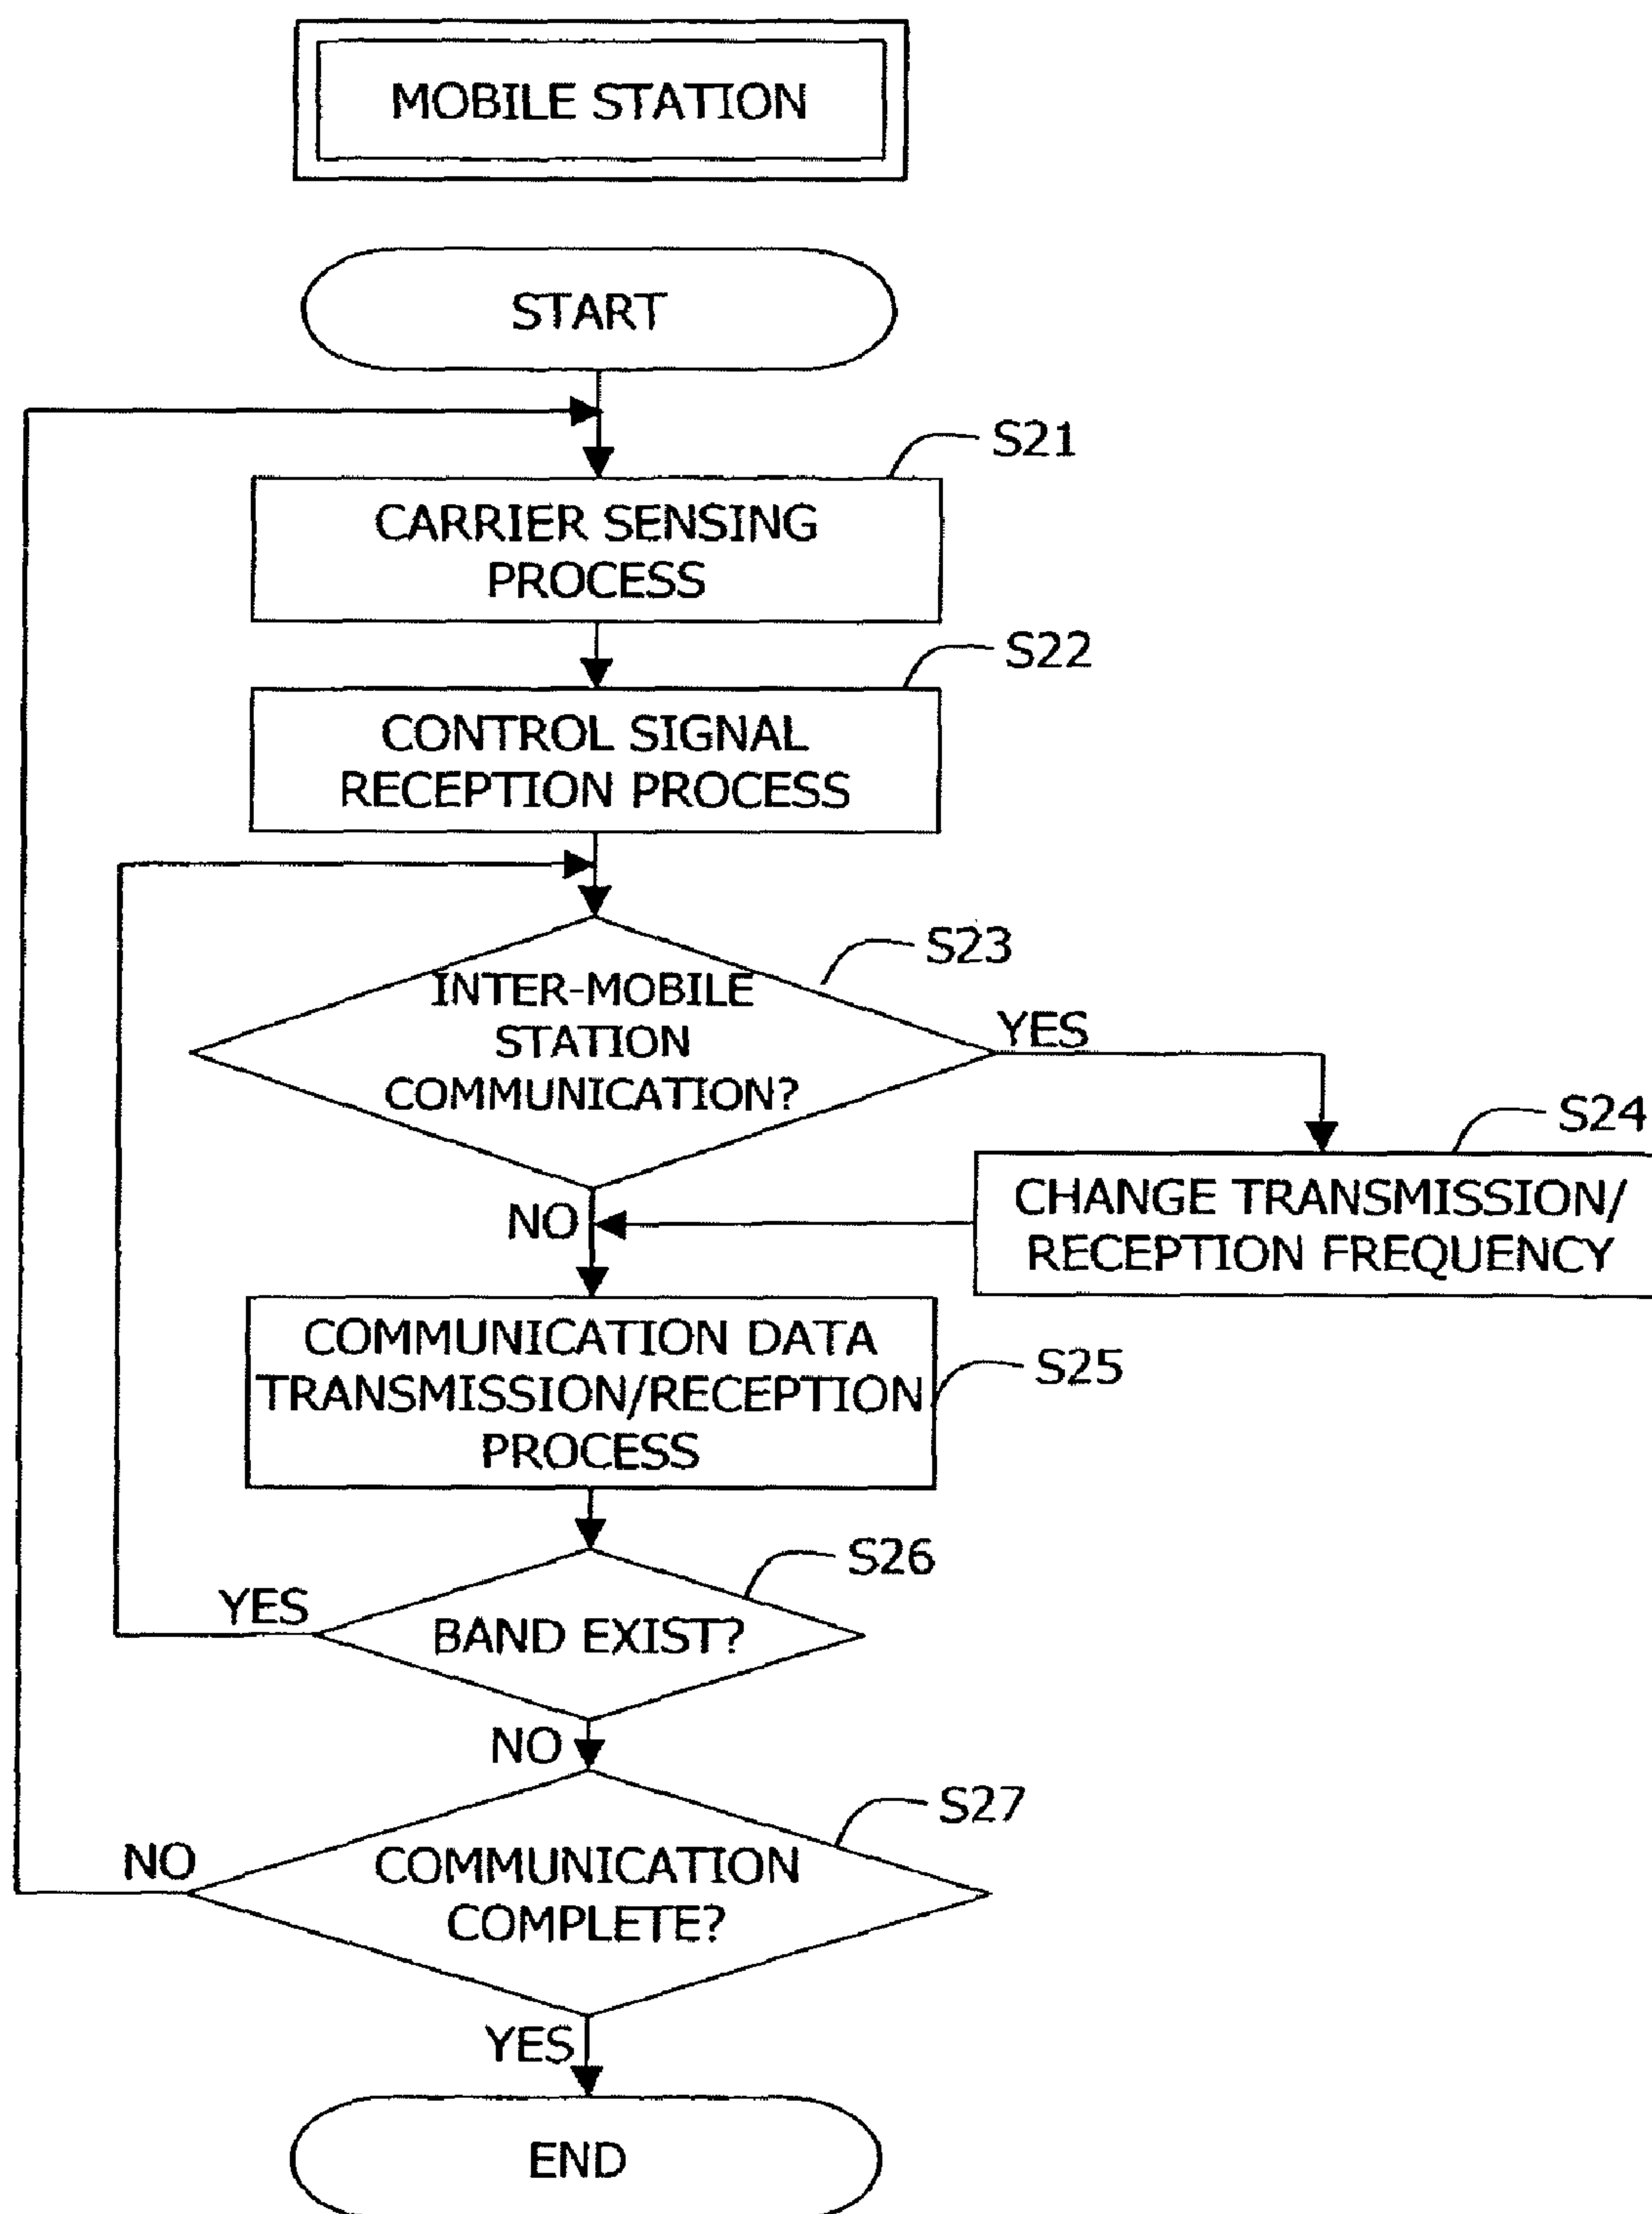 MOBILE STATION
START
S21
CARRIER SENSING
PROCESS
S22
CONTROL SIGNAL
RECEPTION PROCESS
S23
INTER-MOBILE
STATION
COMMUNICATION?
YES
S24
CHANGE TRANSMISSION/
RECEPTION FREQUENCY
NO
COMMUNICATION DATA
TRANSMISSION/RECEPTION
PROCESS
S25
S26
YES
BAND EXIST?
NO
S27
NO
COMMUNICATION
COMPLETE?
YES
END